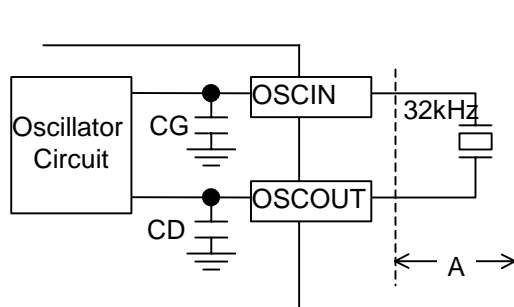 OSCIN
32kHz
Oscillator
Circuit
CG
OSCOUT
CD
A